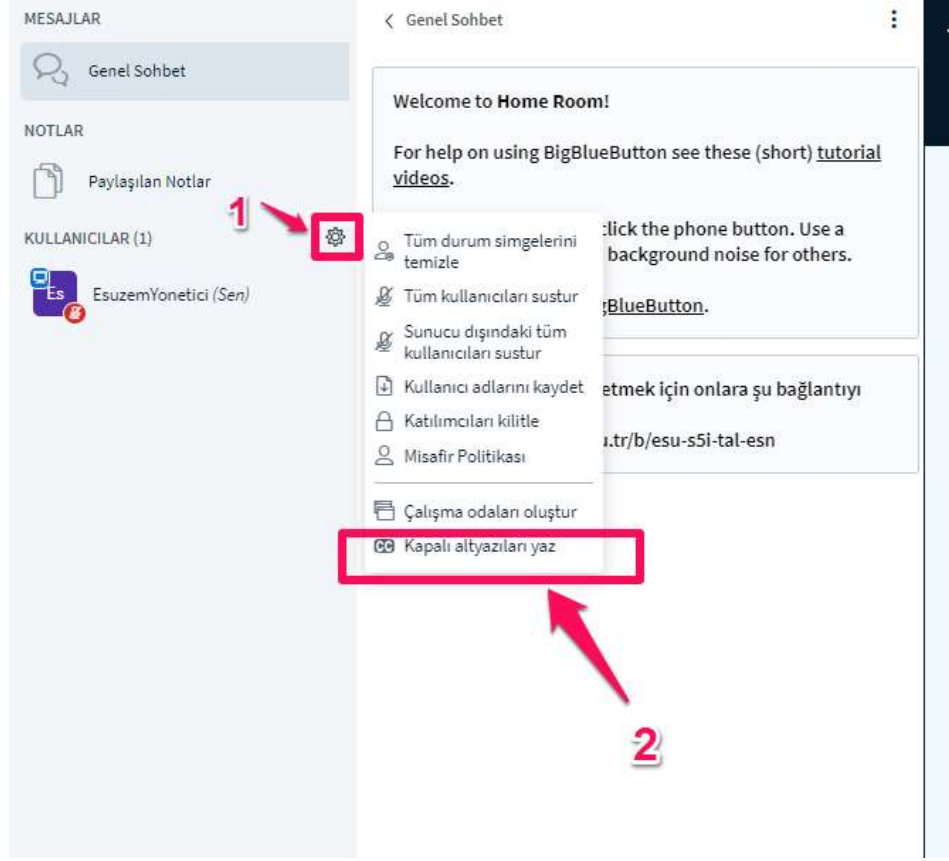 MESAJLAR
Genel Sohbet
NOTLAR
Paylaşılan Notlar
1
KULLANICILAR (1)
Es
EsuzemYonetici (Sen)
Genel Sohbet
Welcome to Home Room!
For help on using BigBlueButton see these (short) tutorial
videos.
click the phone button. Use a
background noise for others.
gBlueButton.
etmek için onlara şu bağlantıyı
u.tr/b/esu-s5i-tal-esn
Tüm durum simgelerini
temizle
Tüm kullanıcıları sustur
Sunucu dışındaki tüm
kullanıcıları sustur
Kullanıcı adlarını kaydet
Katılımcıları kilitle
Misafir Politikası
Çalışma odaları oluştur
CC Kapalı altyazıları yaz
2